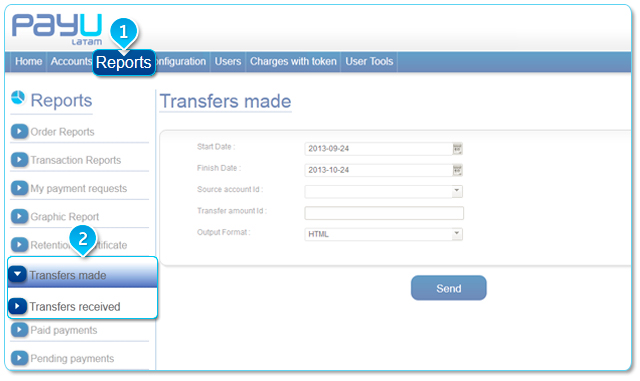 PayU
LATAM
1
Home Accounts Reports onfiguration Users Charges with token User Tools
Reports
Order Reports
Transaction Reports
My payment requests
Graphic Report
Retention tificate
2
Transfers made
Transfers received
Paid payments
Pending payments
Transfers made
Start Date :
2013-09-24
Finish Date :
2013-10-24
Source account Id :
Transfer amount Id :
Output Format :
HTML
Send